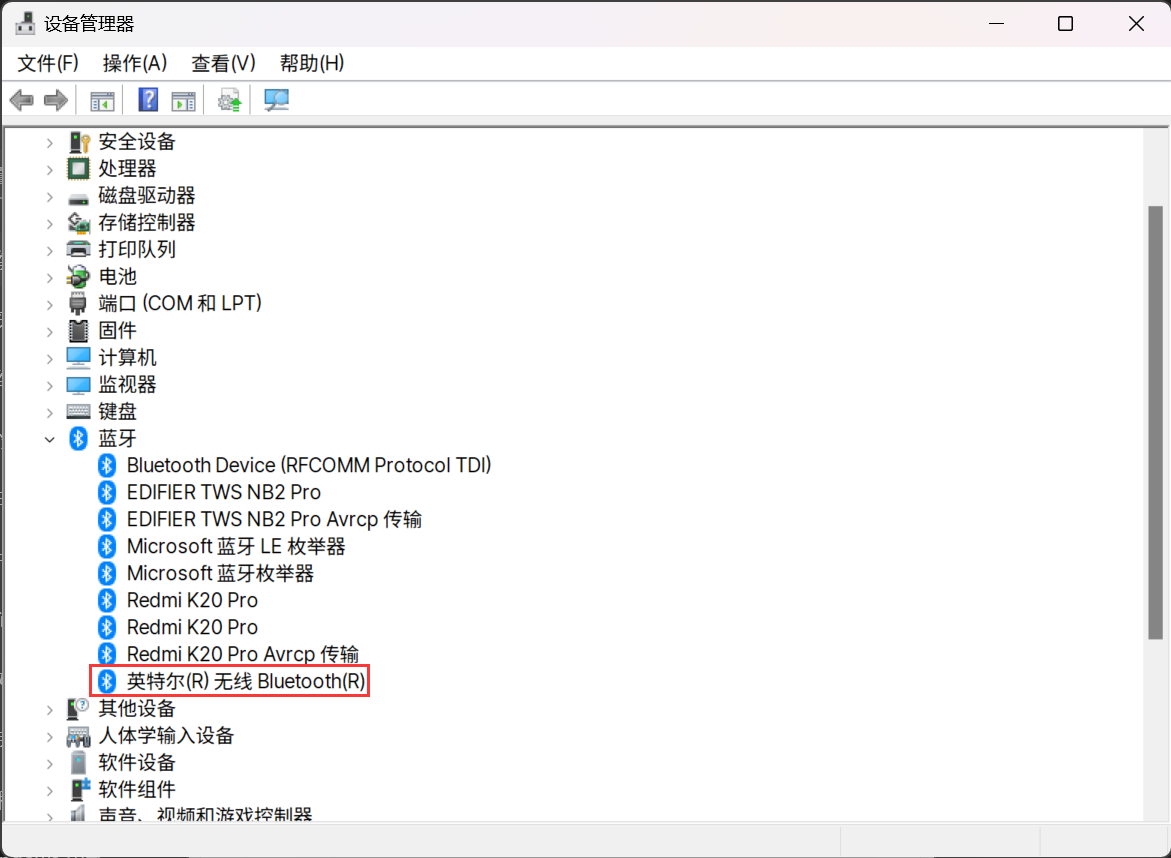 设备管理器
文件(F) 操作(A) 查看(V) 帮助(H)
安全设备
处理器
磁盘驱动器
存储控制器
打印队列
电池
端口 (COM 和 LPT)
固件
计算机
监视器
键盘
蓝牙
Bluetooth Device (RFCOMM Protocol TDI)
EDIFIER TWS NB2 Pro
EDIFIER TWS NB2 Pro Avrcp 传输
Microsoft 蓝牙 LE 枚举器
Microsoft 蓝牙枚举器
Redmi K20 Pro
Redmi K20 Pro
Redmi K20 Pro Avrcp 传输
英特尔(R) 无线 Bluetooth(R)
其他设备
人体学输入设备
软件设备
软件组件
声音、视频和游戏控制器